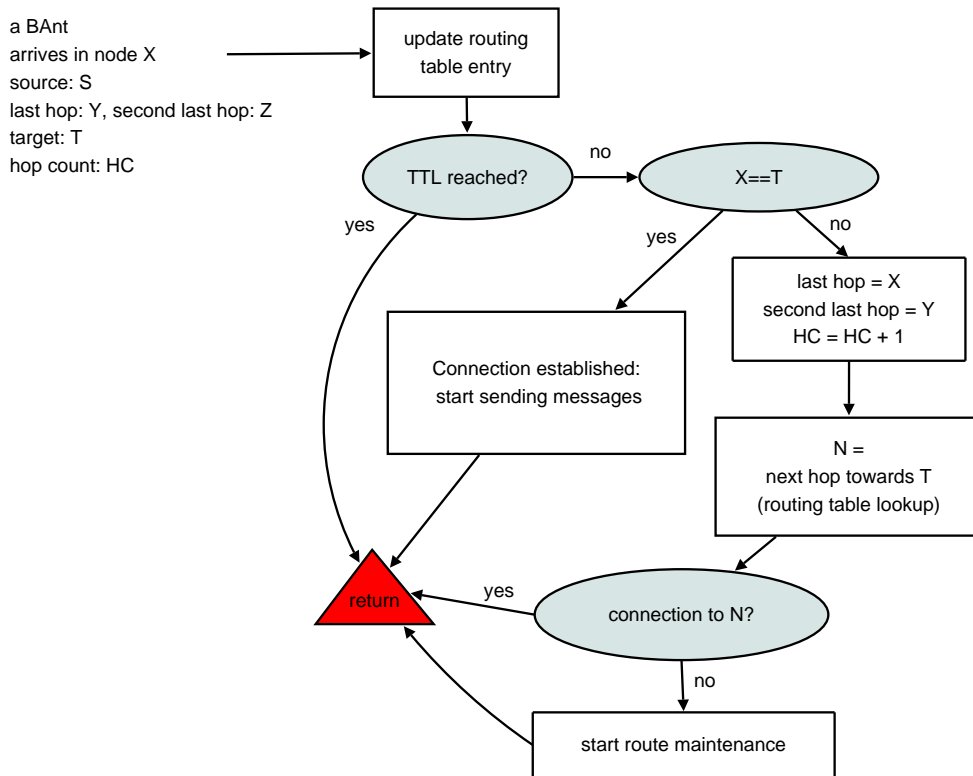 a BAnt
arrives in node X
source: S
last hop: Y, second last hop: Z
target: T
hop count: HC
update routing
table entry
TTL reached?
no
X==T
yes
yes
no
last hop = X
second last hop = Y
HC = HC + 1
Connection established:
start sending messages
N =
next hop towards T
(routing table lookup)
return
yes
connection to N?
no
start route maintenance